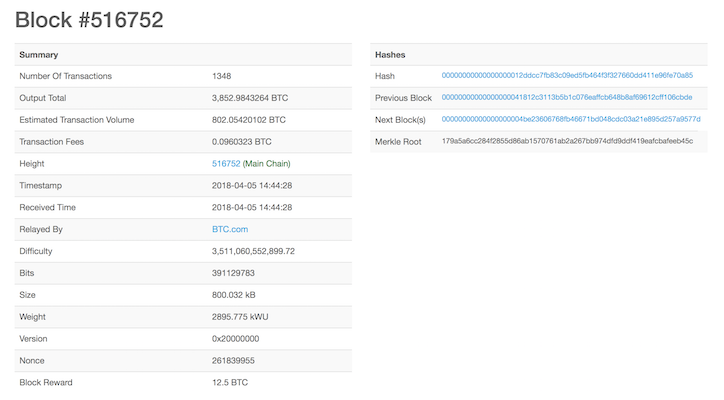 Block #516752
Summary
Number Of Transactions 1348
Output Total 3,852.9843264 BTC
Estimated Transaction Volume 802.05420102 BTC
Transaction Fees 0.0960323 BTC
Height 516752 (Main Chain)
Timestamp 2018-04-05 14:44:28
Received Time 2018-04-05 14:44:28
Relayed By BTC.com
Difficulty 3,511,060,552,899.72
Bits 391129783
Size 800.032 kB
Weight 2895.775 kWU
Version 0x20000000
Nonce 261839955
Block Reward 12.5 BTC
Hashes
Hash 00000000000000000012ddcc7fb83c09ed5fb464f3f327660dd411e96fe70a85
Previous Block 00000000000000000041812c3113b5b1c076eaffcb648b8af69612cff106cbde
Next Block(s) 0000000000000000004be23606768fb46671bd048cdc03a21e895d257a9577d
Merkle Root 179a5a6cc284f2855d86ab1570761ab2a267bb974dfd9ddf419eafcbafeeb45c